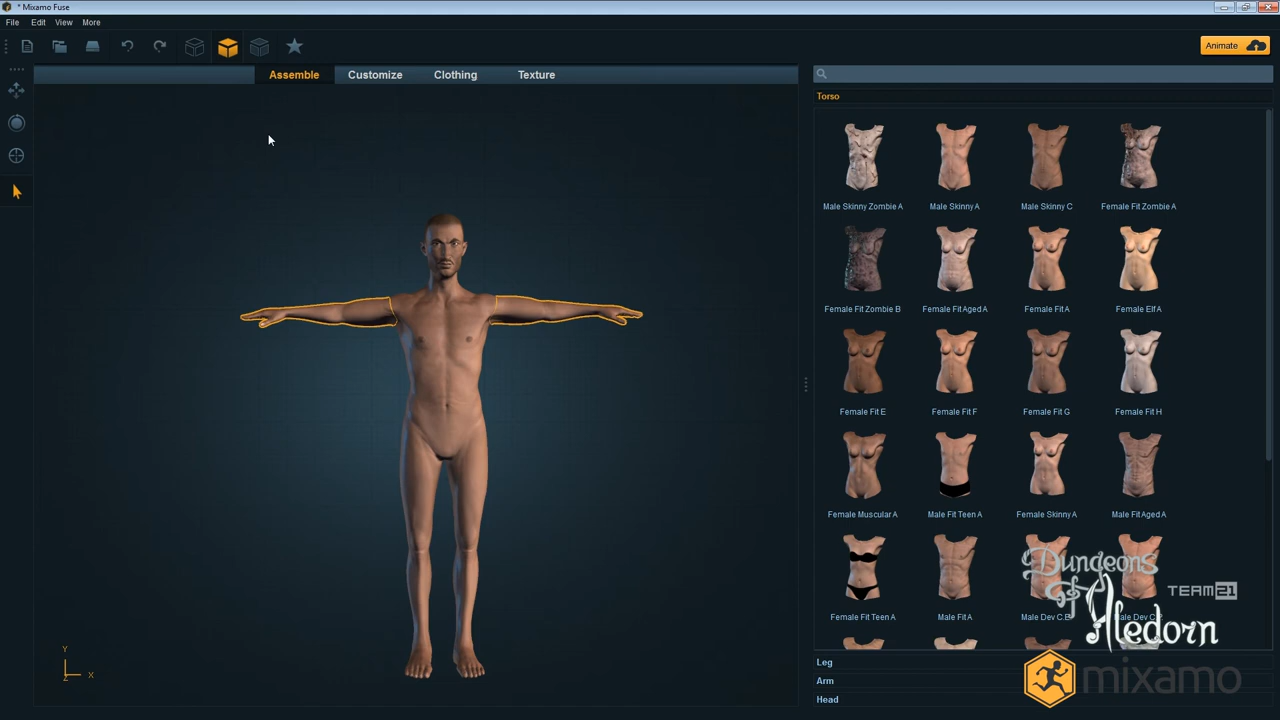 * Mixamo Fuse
File Edit View More
Animate
Assemble Customize Clothing Texture
Torso
Male Skinny Zombie A Male Skinny A Male Skinny C Female Fit Zombie A
Female Fit Zombie B Female Fit Aged A Female Fit A Female Elf A
Female Fit E Female Fit F Female Fit G Female Fit H
Female Muscular A Male Fit Teen A Female Skinny A Male Fit Aged A
Female Fit Teen A Male Fit A Male Dev C.E Male Dev C
Dungeons
of
Aledorn
TEAM21
Leg
Arm
Head
mixamo
Y
Z X